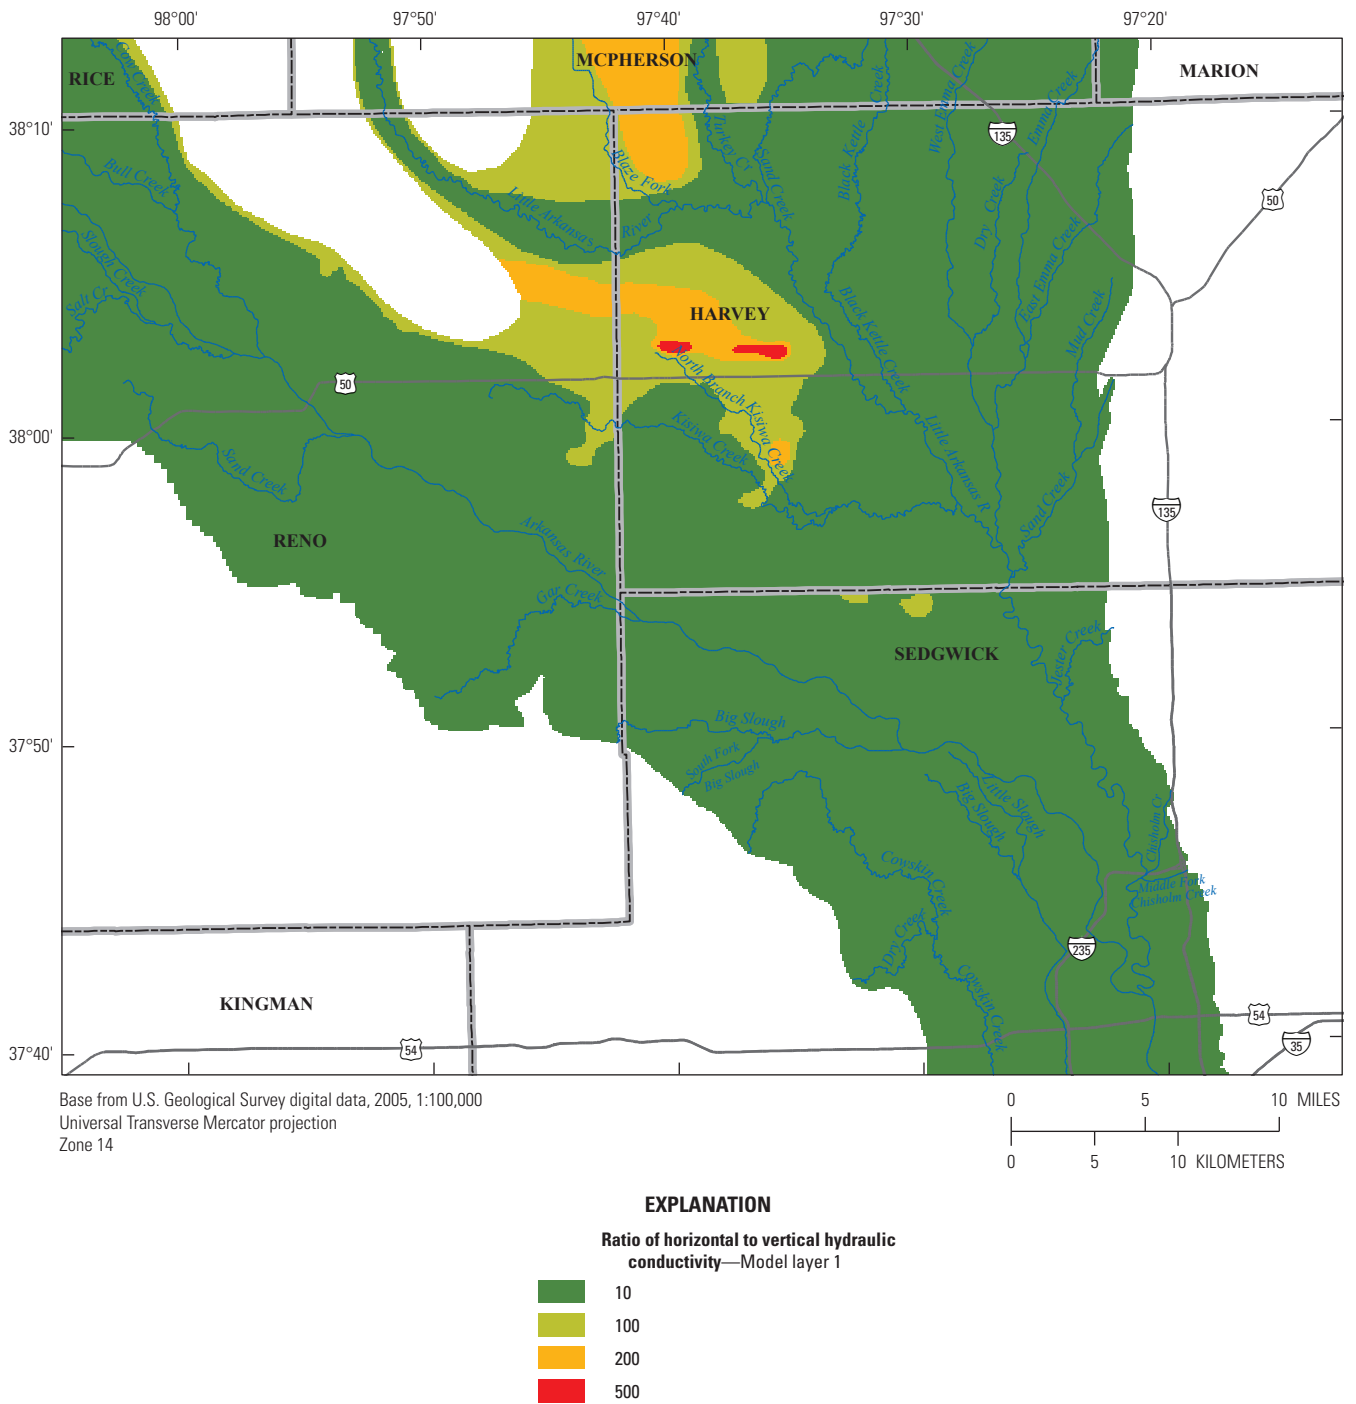 98°00'
97°50'
97°40'
97°30'
97°20'
38°10'
38°00'
37°50'
37°40'
RICE
MCPHERSON
MARION
HARVEY
RENO
SEDGWICK
KINGMAN
Cow Creek
Bull Creek
Slough Creek
Salt Cr
Little Arkansas
River
Blaze Fork
Turkey Cr
Sand Creek
Black Kettle
Creek
West Emma Creek
Emma Creek
Dry Creek
East Emma Creek
Mud Creek
Black Kettle Creek
North Branch Kisiwa Creek
Kisiwa Creek
Little Arkansas R
Sand Creek
Sand Creek
Arkansas River
Gar Creek
Jester Creek
Big Slough
South Fork
Big Slough
Little Slough
Big Slough
Cowskin Creek
Dry Creek
Cowskin Creek
Chisholm Cr
Middle Fork
Chisholm Creek
135
50
50
135
235
54
54
35
Base from U.S. Geological Survey digital data, 2005, 1:100,000
Universal Transverse Mercator projection
Zone 14
0 5 10 MILES
0 5 10 KILOMETERS
EXPLANATION
Ratio of horizontal to vertical hydraulic
conductivity—Model layer 1
10
100
200
500